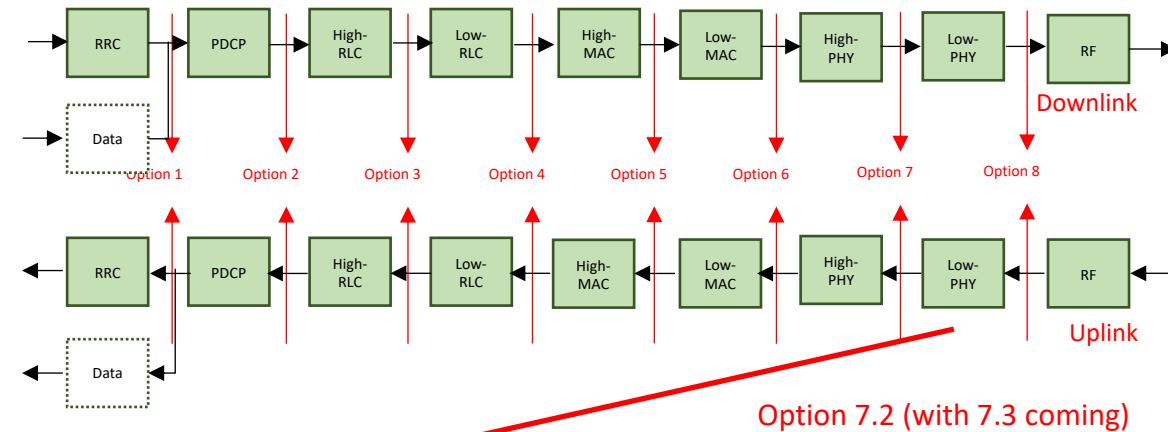 RRC
PDCP
High-
RLC
Low-
RLC
High-
MAC
Low-
MAC
High-
PHY
Low-
PHY
RF
Downlink
Data
Option 1
Option 2
Option 3
Option 4
Option 5
Option 6
Option 7
Option 8
RRC
PDCP
High-
RLC
Low-
RLC
High-
MAC
Low-
MAC
High-
PHY
Low-
PHY
RF
Uplink
Data
Option 7.2 (with 7.3 coming)